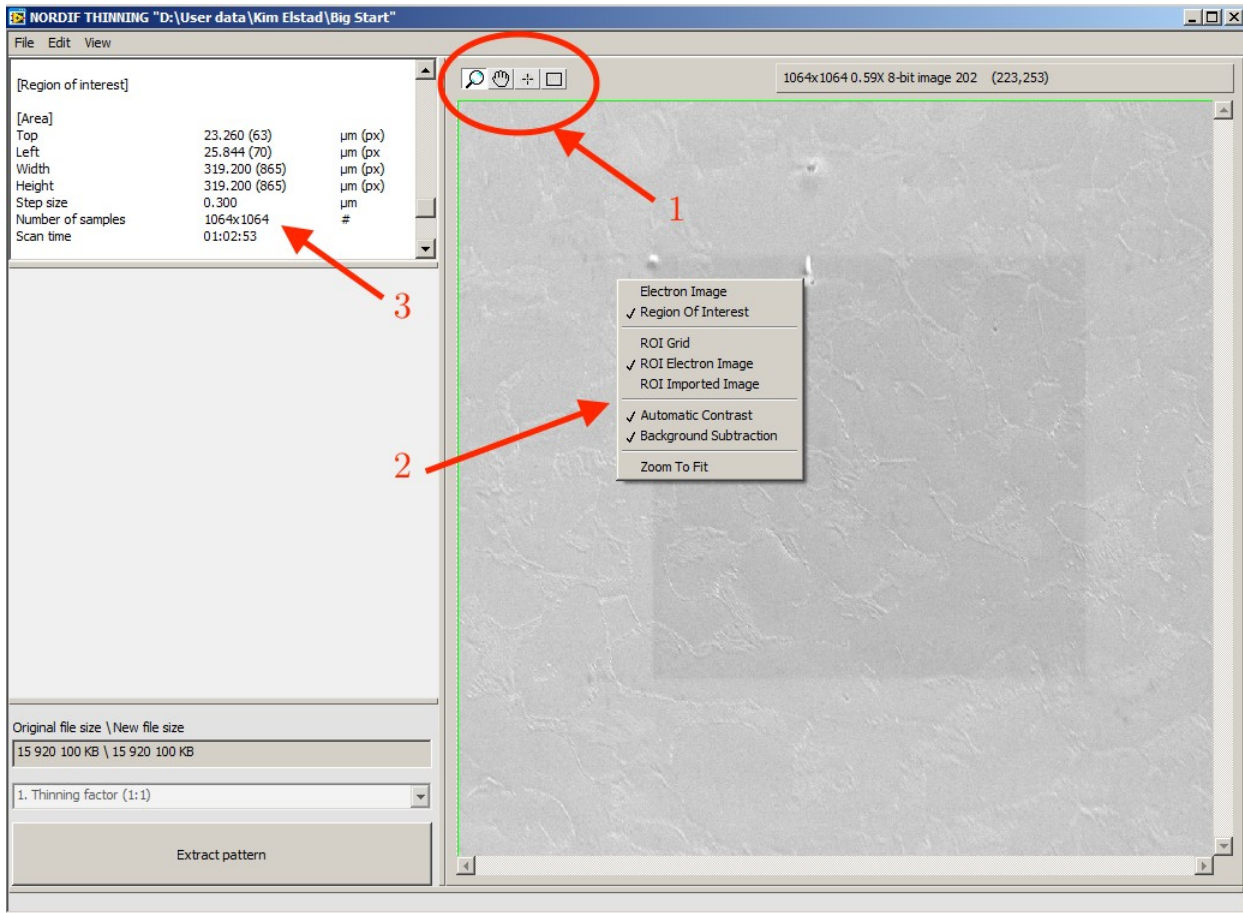 NORDIF THINNING "D:\User data\Kim Elstad\Big Start"
File Edit View
[Region of interest]
[Area]
Top 23.260 (63) µm (px)
Left 25.844 (70) µm (px
Width 319.200 (865) µm (px)
Height 319.200 (865) µm (px)
Step size 0.300 µm
Number of samples 1064x1064 #
Scan time 01:02:53
3
1064x1064 0.59X 8-bit image 202 (223,253)
1
Electron Image
✓ Region Of Interest
ROI Grid
✓ ROI Electron Image
ROI Imported Image
✓ Automatic Contrast
✓ Background Subtraction
Zoom To Fit
2
Original file size \ New file size
15 920 100 KB \ 15 920 100 KB
1. Thinning factor (1:1)
Extract pattern